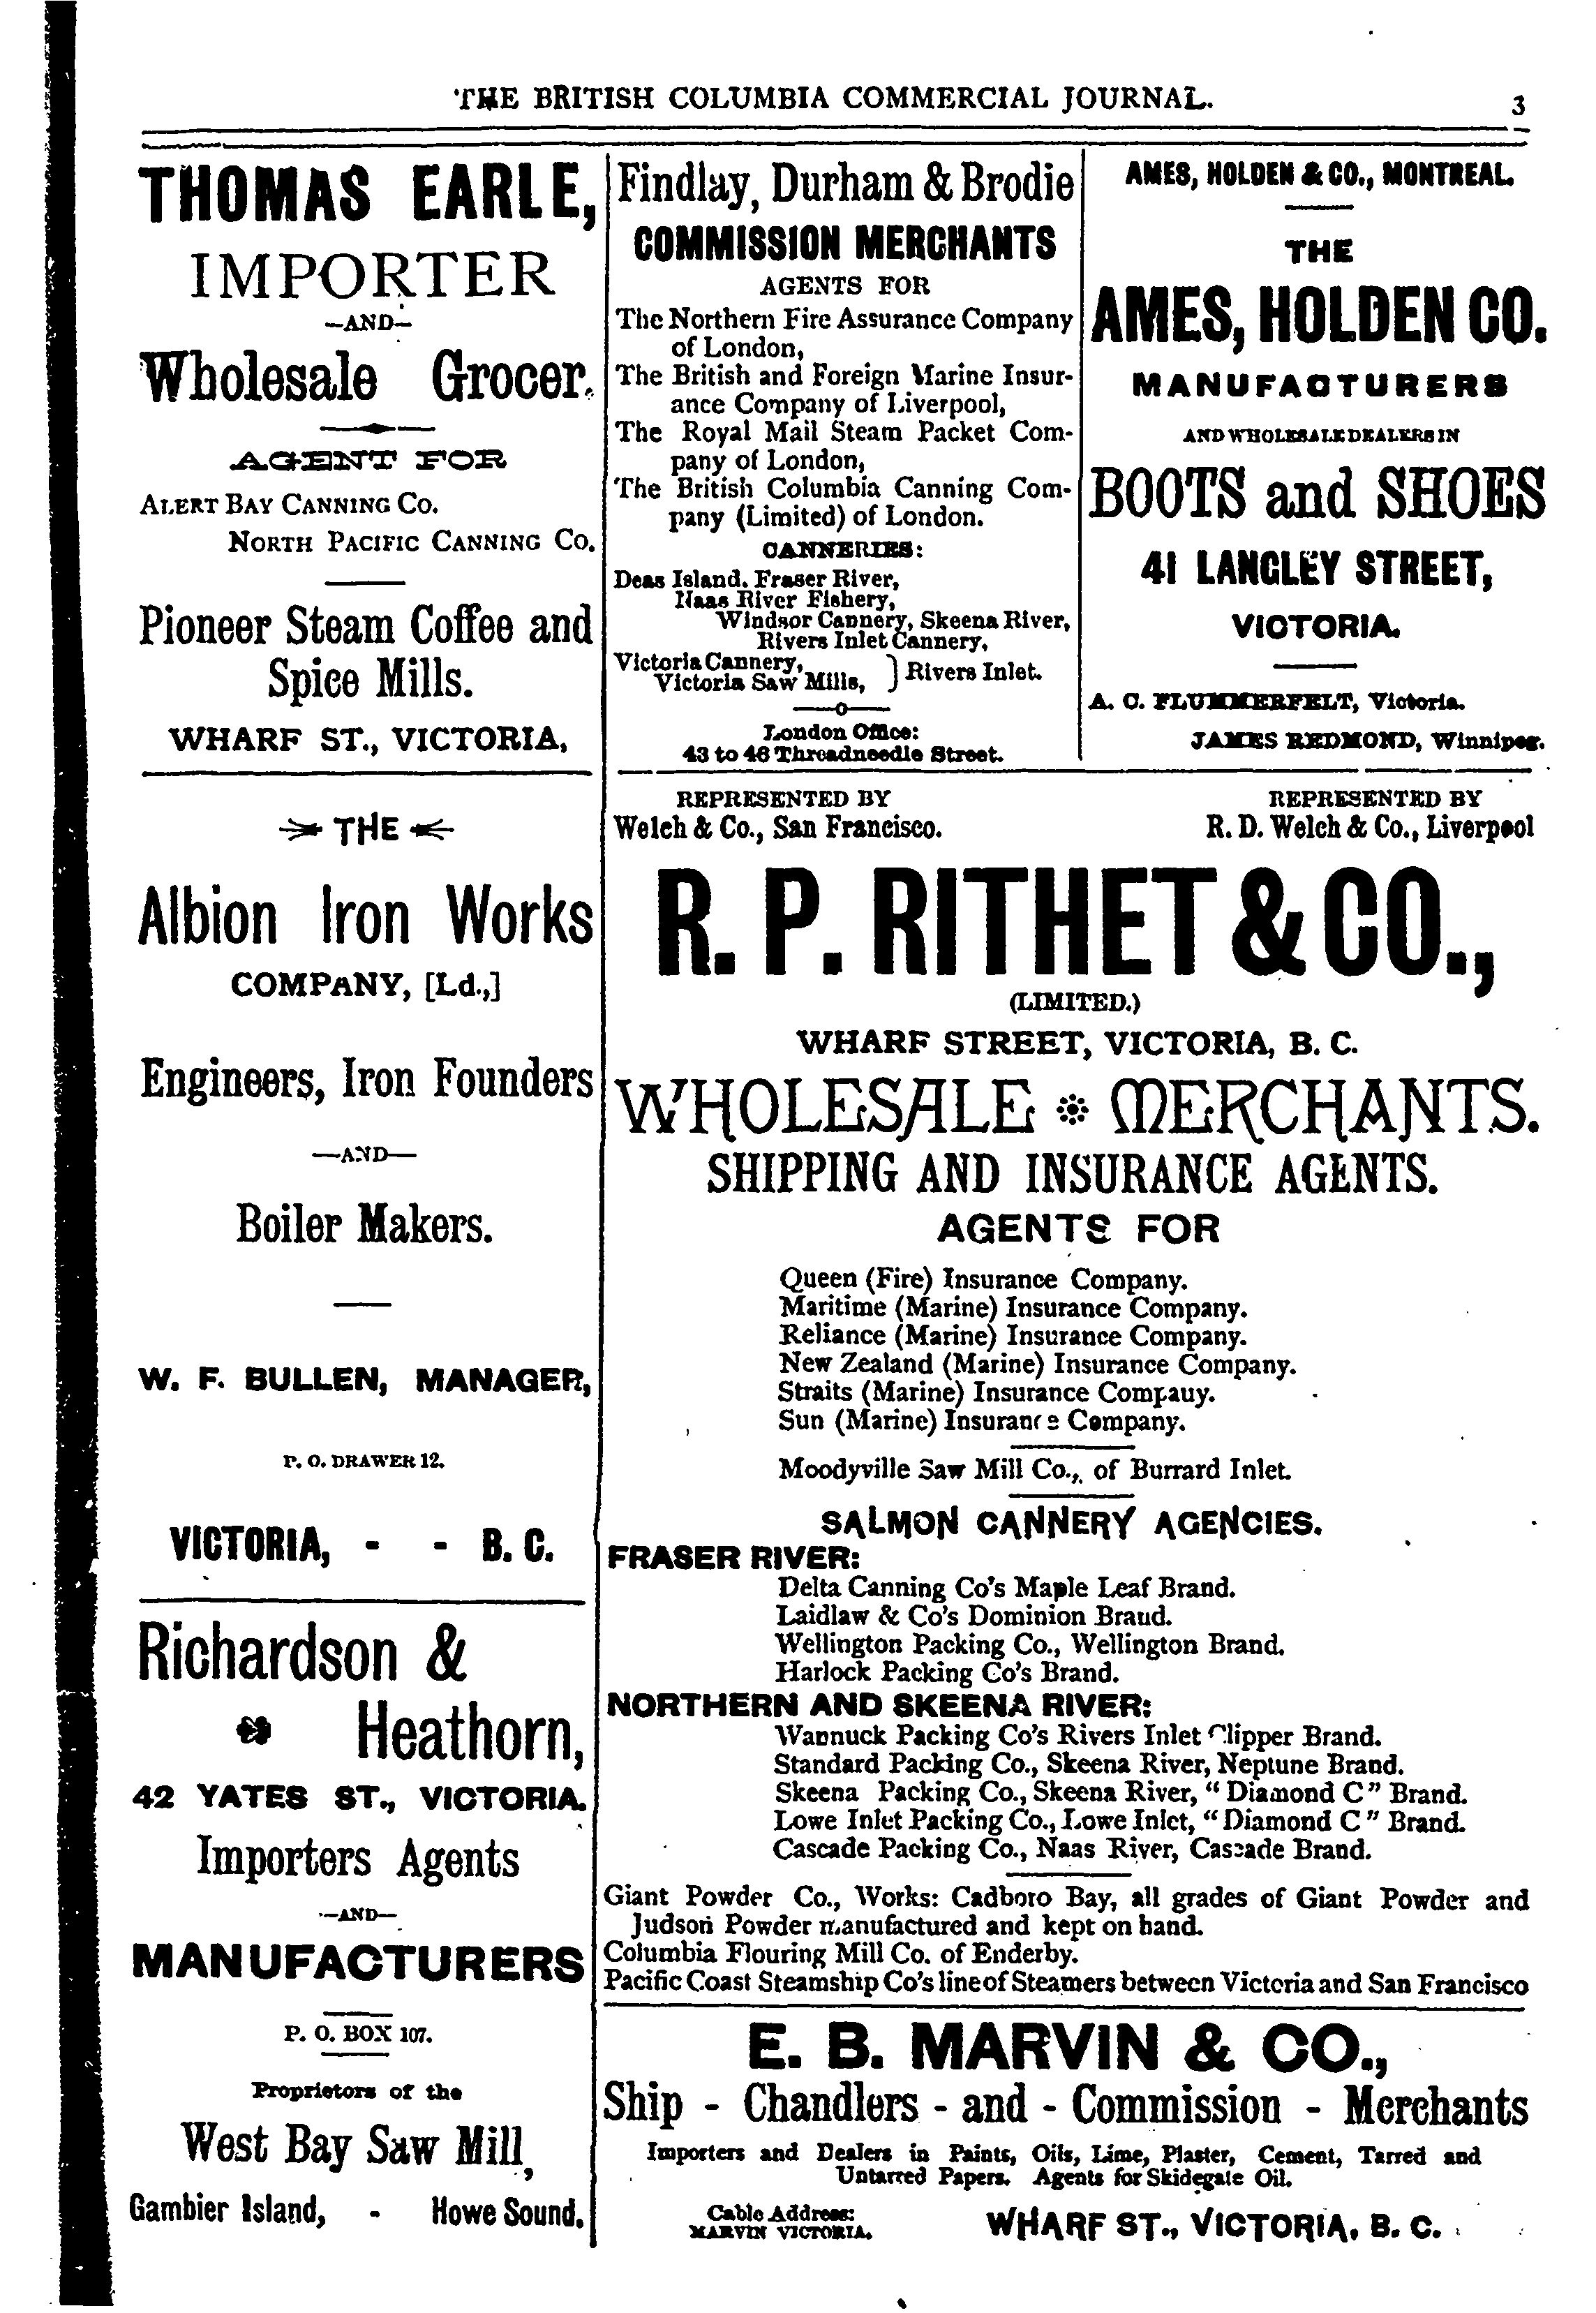 THE BRITISH COLUMBIA COMMERCIAL JOURNAL.
3
THOMAS EARLE,
IMPORTER
—AND—
Wholesale Grocer,
AGENT FOR
ALERT BAY CANNING CO.
NORTH PACIFIC CANNING CO.
Pioneer Steam Coffee and
Spice Mills.
WHARF ST., VICTORIA,
THE
Albion Iron Works
COMPANY, [Ld.,]
Engineers, Iron Founders
—AND—
Boiler Makers.
W. F. BULLEN, MANAGER,
P. O. DRAWER 12.
VICTORIA, - - B. C.
Richardson &
Heathorn,
42 YATES ST., VICTORIA.
Importers Agents
—AND—
MANUFACTURERS
P. O. BOX 107.
Proprietors of the
West Bay Saw Mill,
Gambier Island, - Howe Sound.
Findlay, Durham & Brodie
COMMISSION MERCHANTS
AGENTS FOR
The Northern Fire Assurance Company
of London,
The British and Foreign Marine Insur-
ance Company of Liverpool,
The Royal Mail Steam Packet Com-
pany of London,
The British Columbia Canning Com-
pany (Limited) of London.
CANNERIES:
Deas Island, Fraser River,
Naas River Fishery,
Windsor Cannery, Skeena River,
Rivers Inlet Cannery,
Victoria Cannery,
Victoria Saw Mills, } Rivers Inlet.
London Office:
43 to 46 Threadneedle Street.
AMES, HOLDEN & CO., MONTREAL.
THE
AMES, HOLDEN CO.
MANUFACTURERS
AND WHOLESALE DEALERS IN
BOOTS and SHOES
41 LANGLEY STREET,
VICTORIA.
A. C. FLUMMERFELT, Victoria.
JAMES REDMOND, Winnipeg.
REPRESENTED BY
Welch & Co., San Francisco.
REPRESENTED BY
R. D. Welch & Co., Liverpool
R. P. RITHET & CO.,
(LIMITED.)
WHARF STREET, VICTORIA, B. C.
WHOLESALE MERCHANTS.
SHIPPING AND INSURANCE AGENTS.
AGENTS FOR
Queen (Fire) Insurance Company.
Maritime (Marine) Insurance Company.
Reliance (Marine) Insurance Company.
New Zealand (Marine) Insurance Company.
Straits (Marine) Insurance Company.
Sun (Marine) Insurance Company.
Moodyville Saw Mill Co., of Burrard Inlet.
SALMON CANNERY AGENCIES.
FRASER RIVER:
Delta Canning Co's Maple Leaf Brand.
Laidlaw & Co's Dominion Brand.
Wellington Packing Co., Wellington Brand.
Harlock Packing Co's Brand.
NORTHERN AND SKEENA RIVER:
Wannuck Packing Co's Rivers Inlet Clipper Brand.
Standard Packing Co., Skeena River, Neptune Brand.
Skeena Packing Co., Skeena River, "Diamond C" Brand.
Lowe Inlet Packing Co., Lowe Inlet, "Diamond C" Brand.
Cascade Packing Co., Naas River, Cascade Brand.
Giant Powder Co., Works: Cadboro Bay, all grades of Giant Powder and
Judson Powder manufactured and kept on hand.
Columbia Flouring Mill Co. of Enderby.
Pacific Coast Steamship Co's line of Steamers between Victoria and San Francisco
E. B. MARVIN & CO.,
Ship - Chandlers - and - Commission - Merchants
Importers and Dealers in Paints, Oils, Lime, Plaster, Cement, Tarred and
Untarred Papers. Agents for Skidegate Oil.
Cable Address:
MARVIN VICTORIA.
WHARF ST., VICTORIA, B. C.